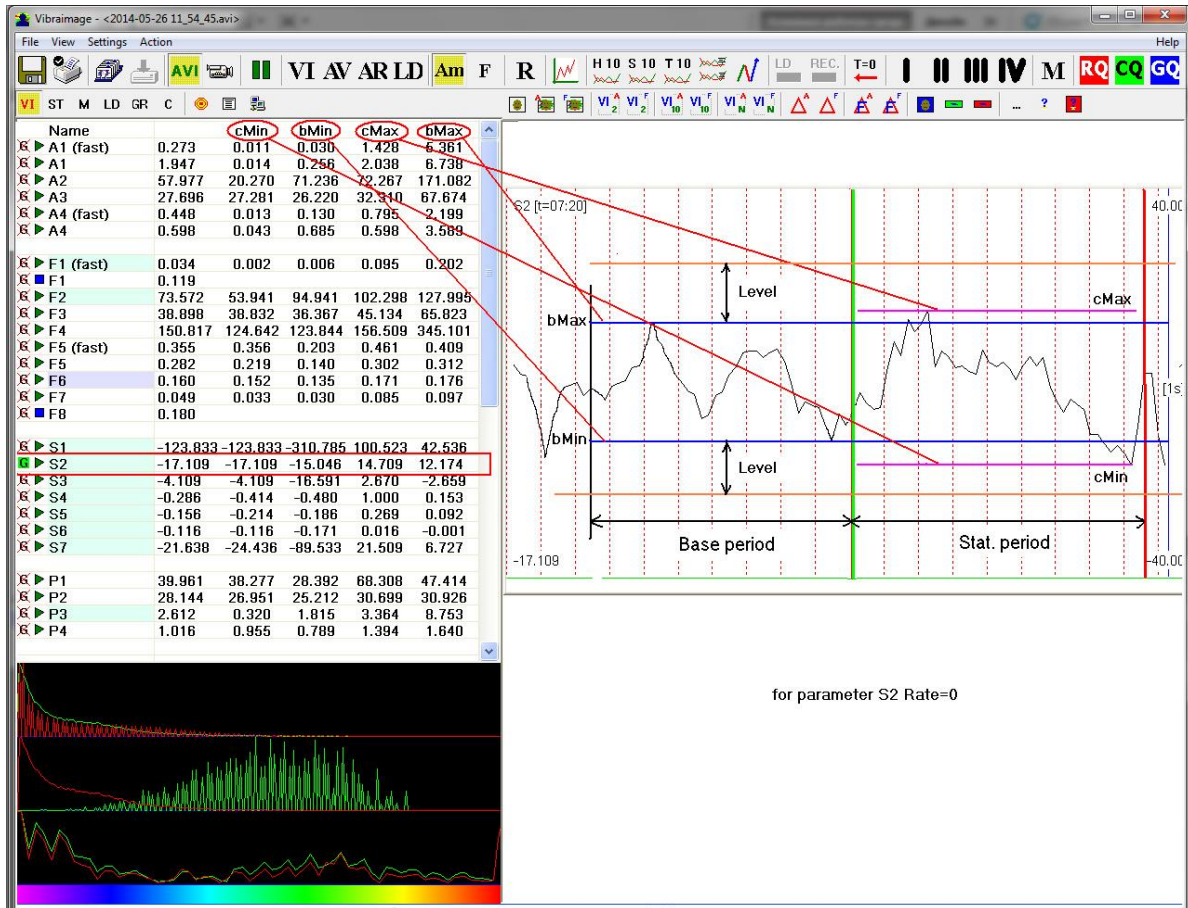 Vibraimage - <2014-05-26 11_54_45.avi>
File View Settings Action Help
AVI VI AV AR LD Am F R H 10 S 10 T 10 LD REC. T=0 I II III IV M RQ CQ GQ
VI ST M LD GR C VI A 2 VI F 2 VI A 10 VI F 10 VI A N VI F N A F E A E F ... ?
Name cMin bMin cMax bMax
A1 (fast) 0.273 0.011 0.030 1.428 5.361
A1 1.947 0.014 0.256 2.038 6.738
A2 57.977 20.270 71.236 72.267 171.082
A3 27.696 27.281 26.220 32.310 67.674
A4 (fast) 0.448 0.013 0.130 0.795 2.199
A4 0.598 0.043 0.685 0.598 3.589
F1 (fast) 0.034 0.002 0.006 0.095 0.202
F1 0.119
F2 73.572 53.941 94.941 102.298 127.995
F3 38.898 38.832 36.367 45.134 65.823
F4 150.817 124.642 123.844 156.509 345.101
F5 (fast) 0.355 0.356 0.203 0.461 0.409
F5 0.282 0.219 0.140 0.302 0.312
F6 0.160 0.152 0.135 0.171 0.176
F7 0.049 0.033 0.030 0.085 0.097
F8 0.180
S1 -123.833 -123.833 -310.785 100.523 42.536
G S2 -17.109 -17.109 -15.046 14.709 12.174
S3 -4.109 -4.109 -16.591 2.670 -2.659
S4 -0.286 -0.414 -0.480 1.000 0.153
S5 -0.156 -0.214 -0.186 0.269 0.092
S6 -0.116 -0.116 -0.171 0.016 -0.001
S7 -21.638 -24.436 -89.533 21.509 6.727
P1 39.961 38.277 28.392 68.308 47.414
P2 28.144 26.951 25.212 30.699 30.926
P3 2.612 0.320 1.815 3.364 8.753
P4 1.016 0.955 0.789 1.394 1.640
S2 [t=07:20] 40.00
Level
cMax
bMax
[1s
bMin
Level
cMin
Base period Stat. period
-17.109 -40.00
for parameter S2 Rate=0